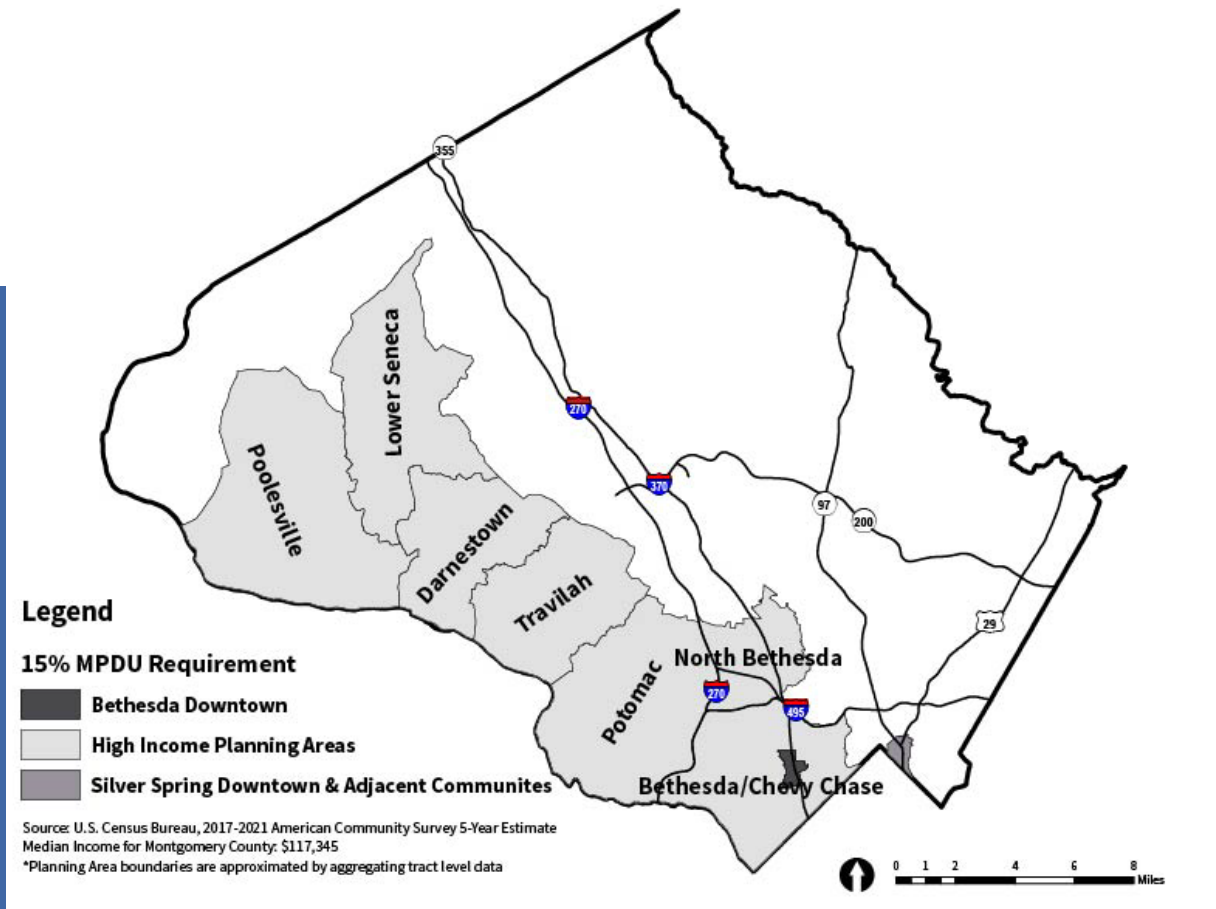 355
Lower Seneca
270
Poolesville
370
97
200
Darnestown
Travilah
29
Potomac
North Bethesda
270
495
Bethesda/Chevy Chase
Legend
15% MPDU Requirement
Bethesda Downtown
High Income Planning Areas
Silver Spring Downtown & Adjacent Communites
Source: U.S. Census Bureau, 2017-2021 American Community Survey 5-Year Estimate
Median Income for Montgomery County: $117,345
*Planning Area boundaries are approximated by aggregating tract level data
0 1 2 4 6 8
Miles